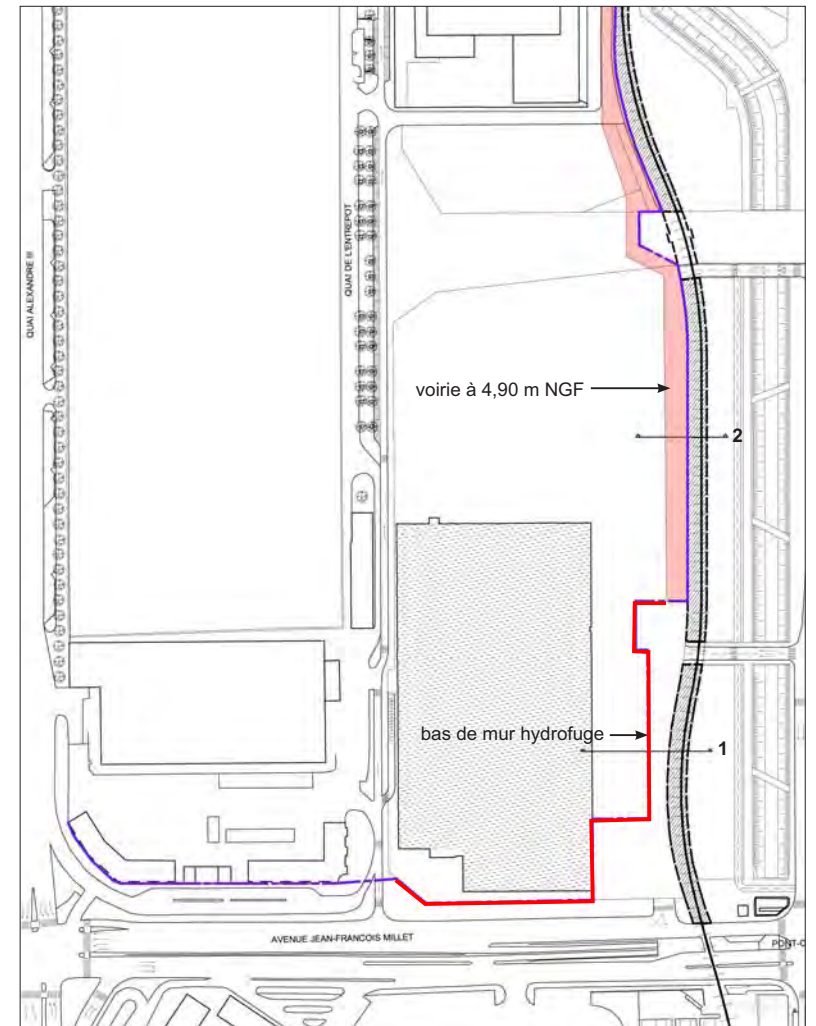 QUAI ALEXANDRE III
QUAI DE L'ENTREPOT
voirie à 4,90 m NGF
2
bas de mur hydrofuge
1
AVENUE JEAN-FRANCOIS MILLET
PONT-C